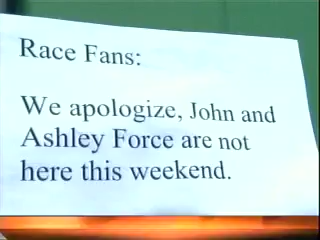 Race Fans:
We apologize, John and
Ashley Force are not
here this weekend.